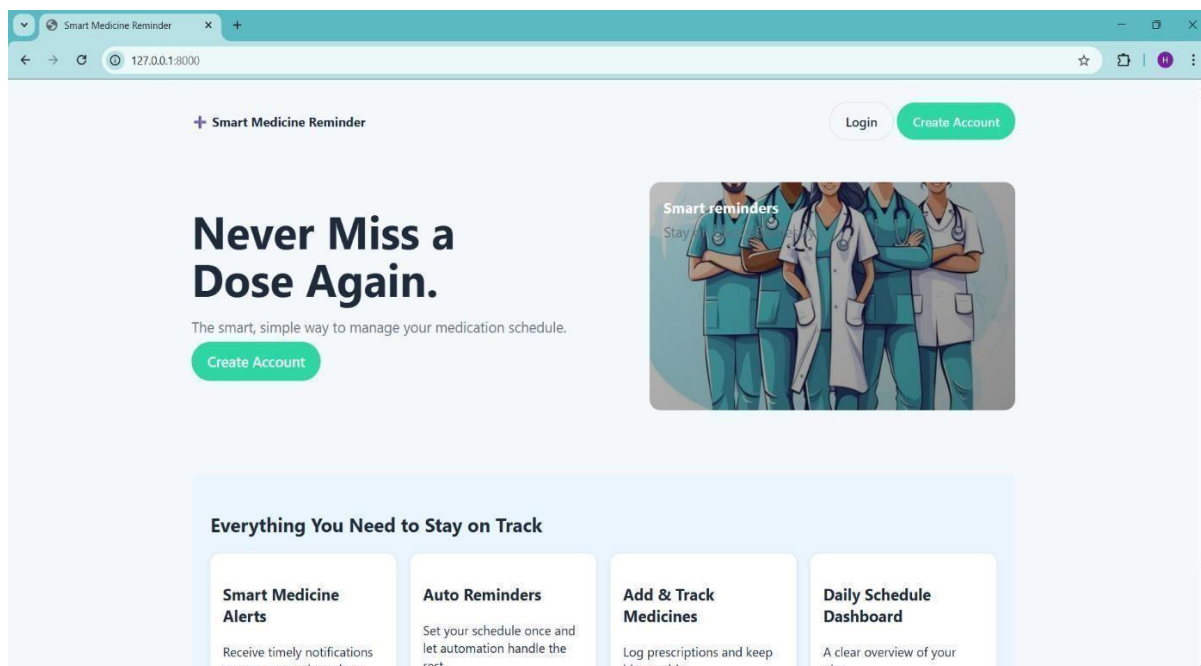 Smart Medicine Reminder
127.0.0.1:8000
H
Smart Medicine Reminder
Login
Create Account
Smart reminders
Stay
Never Miss a
Dose Again.
The smart, simple way to manage your medication schedule.
Create Account
Everything You Need to Stay on Track
Smart Medicine
Alerts
Receive timely notifications
Auto Reminders
Set your schedule once and
let automation handle the
Add & Track
Medicines
Log prescriptions and keep
Daily Schedule
Dashboard
A clear overview of your